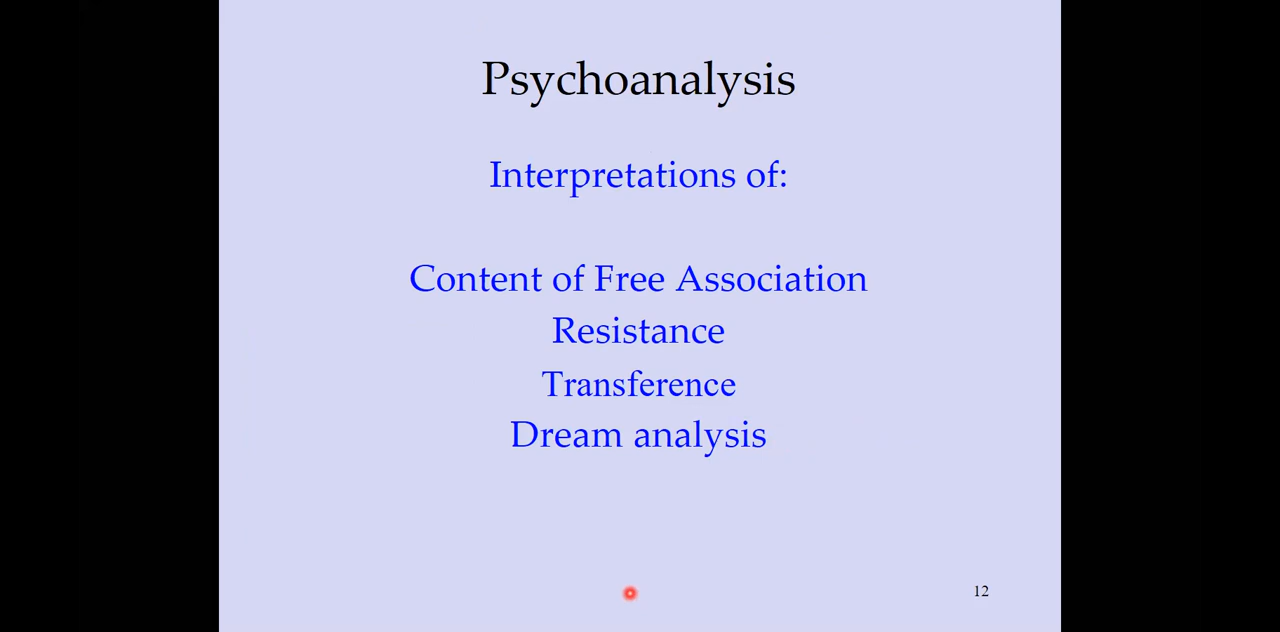 Psychoanalysis
Interpretations of:
Content of Free Association
Resistance
Transference
Dream analysis
12